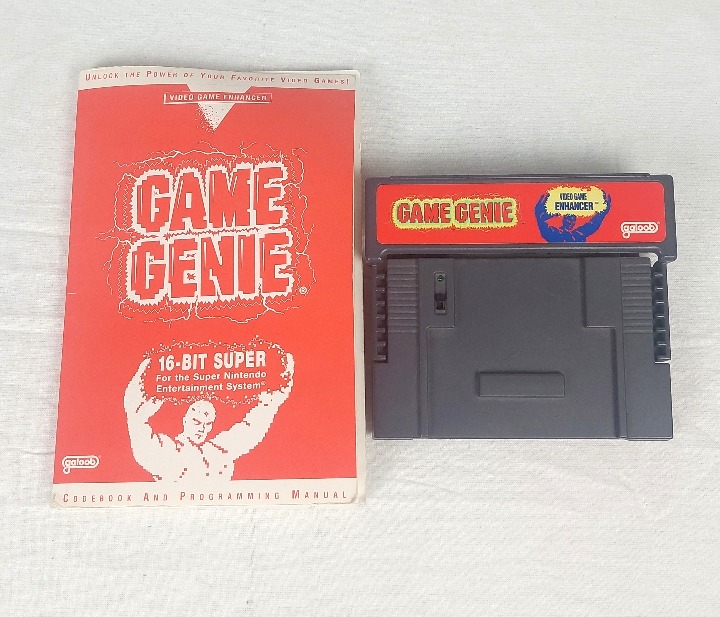 UNLOCK THE POWER OF YOUR FAVORITE VIDEO GAMES!
VIDEO GAME ENHANCER
GAME
GENIE®
16-BIT SUPER
For the Super Nintendo
Entertainment System®
galoob
CODEBOOK AND PROGRAMMING MANUAL
GAME GENIE
VIDEO GAME
ENHANCER™
galoob